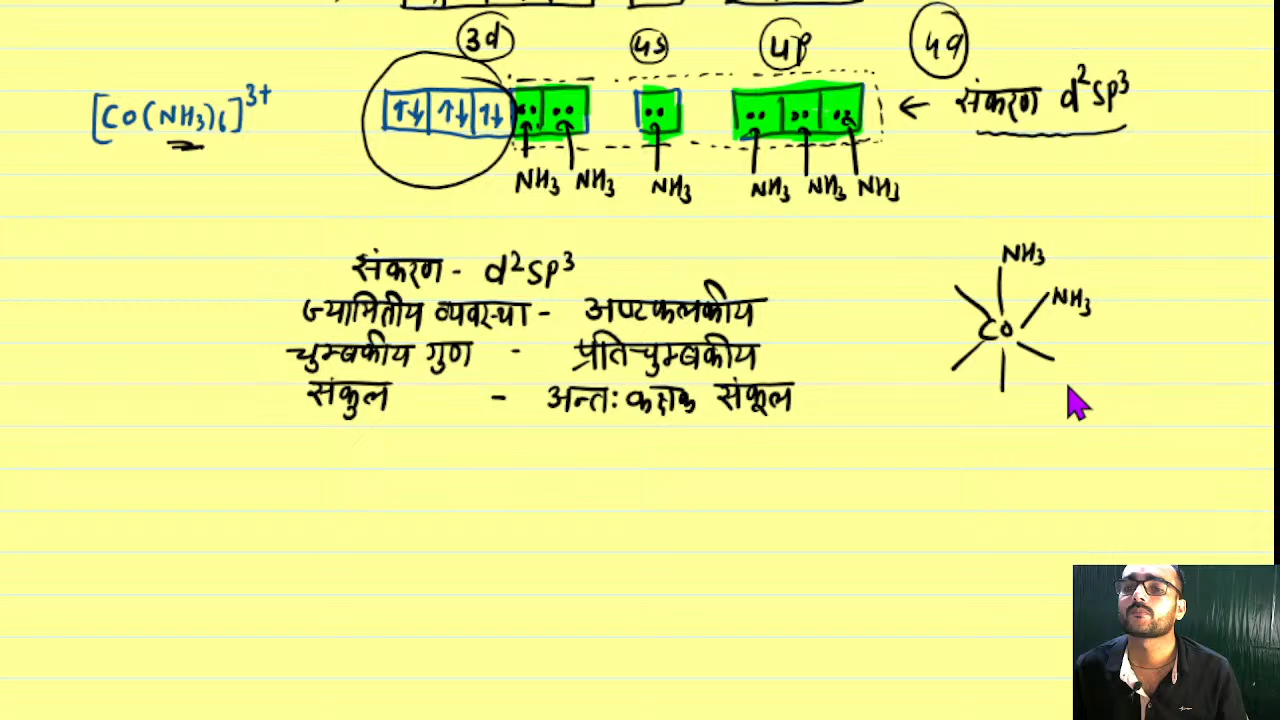 3d 4s 4p 4d
[Co(NH3)6]3+ ↑↓ ↑↓ ↑↓ ← संकरण d2sp3
NH3 NH3 NH3 NH3 NH3 NH3
संकरण - d2sp3
ज्यामितीय व्यवस्था - अष्टफलकीय
चुम्बकीय गुण - प्रतिचुम्बकीय
संकुल - अन्तः कक्षक संकूल
NH3
NH3
Co